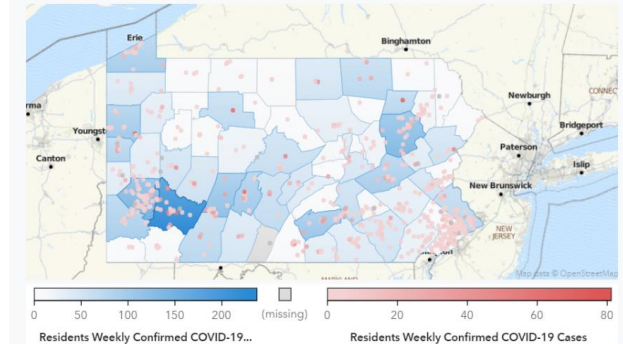 Erie
Binghamton
rma
Youngst
Canton
Newburgh
CONNEC
Bridgeport
Paterson
Islip
New Brunswick
NEW
JERSEY
Map data © OpenStreetMap
0 50 100 150 200
(missing)
0 20 40 60 80
Residents Weekly Confirmed COVID-19...
Residents Weekly Confirmed COVID-19 Cases